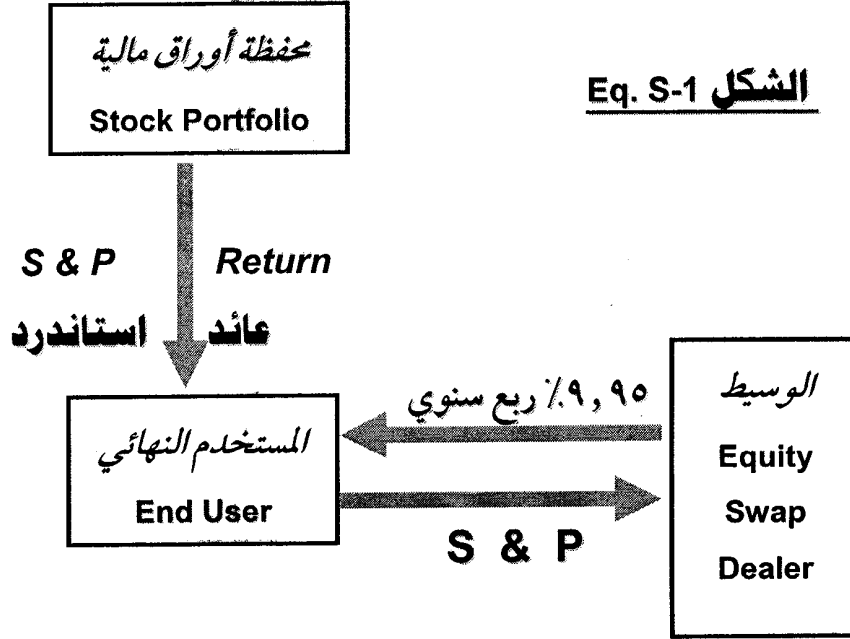 محفظة أوراق مالية
Stock Portfolio
الشكل Eq. S-1
S & P Return
استاندرد عائد
٩,٩٥٪ ربع سنوي
المستخدم النهائي
End User
S & P
الوسيط
Equity
Swap
Dealer